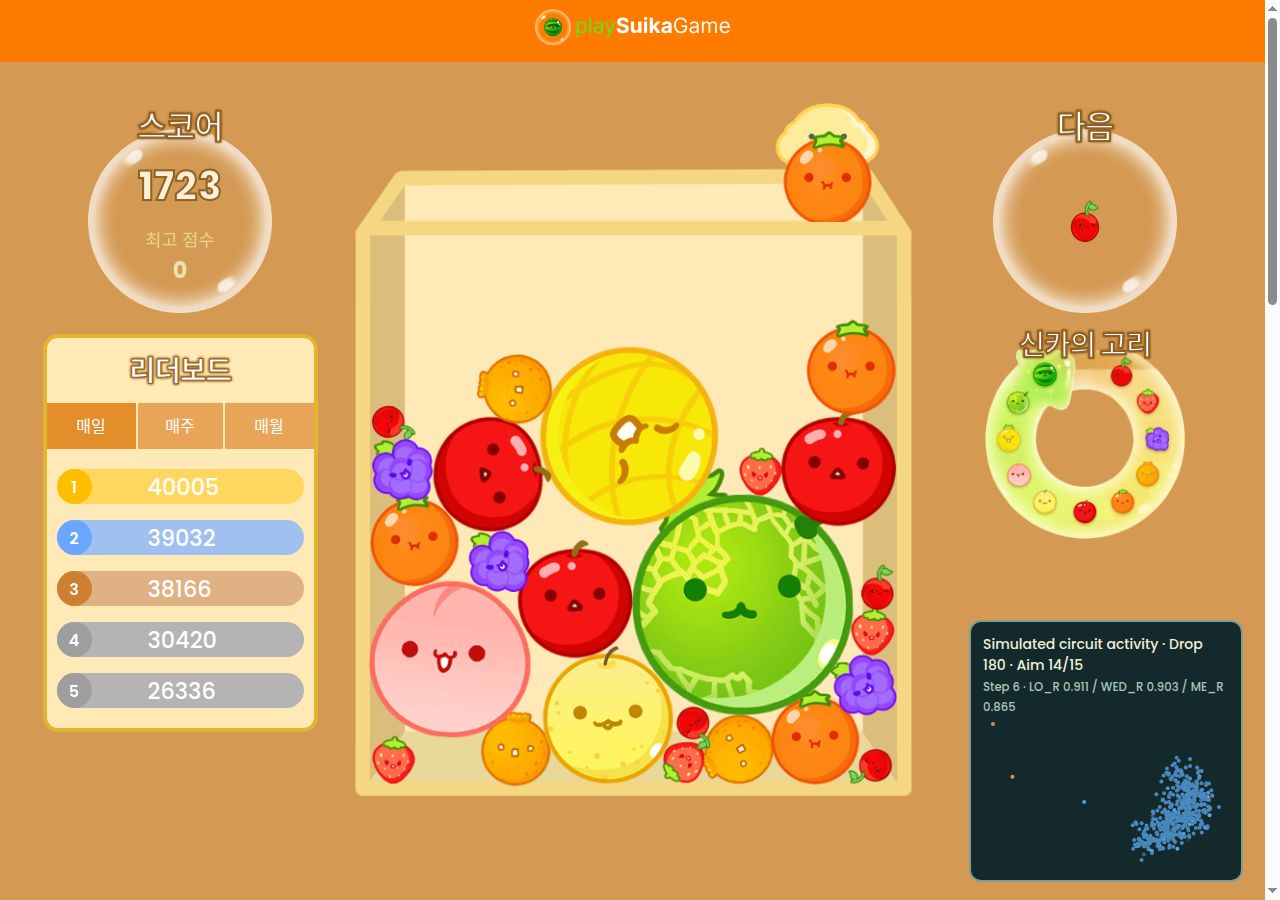 playSuikaGame
스코어
1723
최고 점수
0
다음
신카의 고리
리더보드
매일 매주 매월
1 40005
2 39032
3 38166
4 30420
5 26336
Simulated circuit activity · Drop
180 · Aim 14/15
Step 6 · LO_R 0.911 / WED_R 0.903 / ME_R
0.865